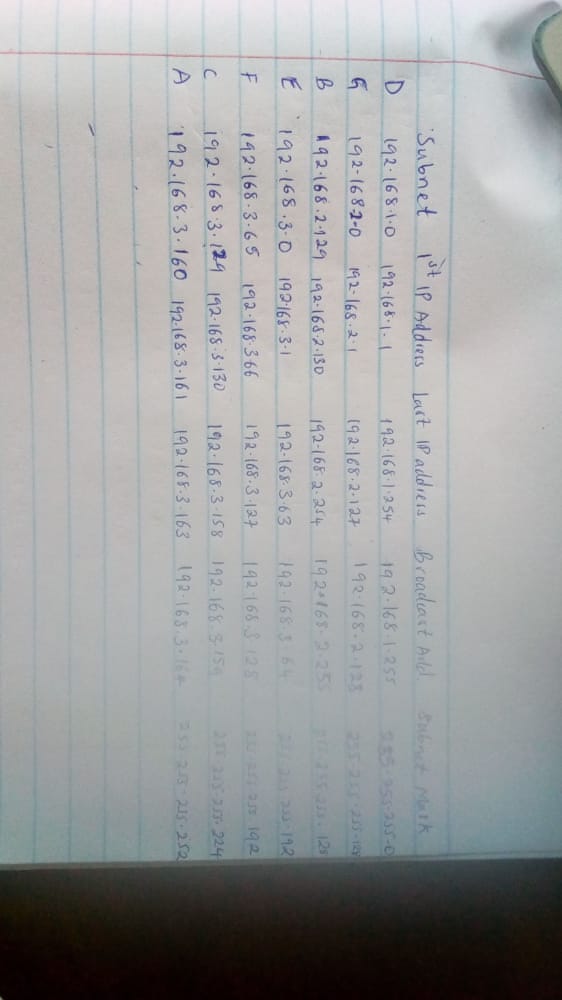 Subnet 1st IP Address Last IP address Broadcast Add Subnet Mark
D 192.168.1.0 192.168.1.1 192.168.1.254 192.168.1.255 255.255.255.0
G 192.168.2.0 192.168.2.1 192.168.2.127 192.168.2.128 255.255.255.128
B 192.168.2.129 192.168.2.130 192.168.2.254 192.168.2.255 255.255.255.128
E 192.168.3.0 192.168.3.1 192.168.3.63 192.168.3.64 255.255.255.192
F 192.168.3.65 192.168.3.66 192.168.3.127 192.168.3.128 255.255.255.192
C 192.168.3.129 192.168.3.130 192.168.3.158 192.168.3.159 255.255.255.224
A 192.168.3.160 192.168.3.161 192.168.3.163 192.168.3.164 255.255.255.252